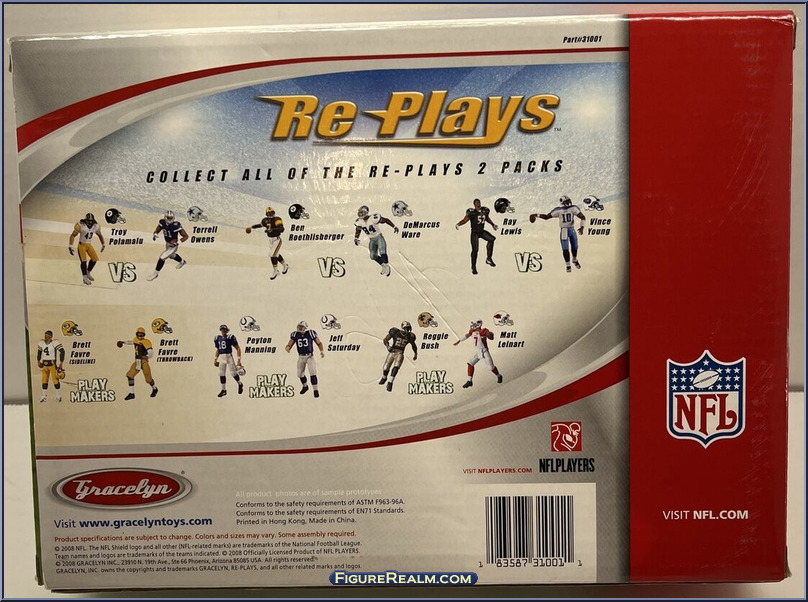 Part#31001
Re-Plays™
COLLECT ALL OF THE RE-PLAYS 2 PACKS
Troy Polamalu
VS
Terrell Owens
Ben Roethlisberger
VS
DeMarcus Ware
Ray Lewis
VS
Vince Young
Brett Favre (SIDELINE)
PLAY MAKERS
Brett Favre (THROWBACK)
Peyton Manning
PLAY MAKERS
Jeff Saturday
Reggie Bush
PLAY MAKERS
Matt Leinart
NFL
VISIT NFL.COM
VISIT NFLPLAYERS.COM
NFLPLAYERS
Gracelyn®
Visit www.gracelyntoys.com
All product photos are of sample prototypes
Conforms to the safety requirements of ASTM F963-96A.
Conforms to the safety requirements of EN71 Standards.
Printed in Hong Kong, Made in China.
Product specifications are subject to change. Colors and sizes may vary. Some assembly required.
© 2008 NFL. The NFL Shield logo and all other (NFL-related) marks are trademarks of the National Football League.
Team names and logos are trademarks of the teams indicated. © 2008 Officially Licensed Product of NFL PLAYERS.
© 2008 GRACELYN INC., 23910 N. 19th Ave., Ste 66 Phoenix, Arizona 85085 USA. All rights reserved
GRACELYN, INC. owns the copyrights and trademarks GRACELYN, RE-PLAYS, and all other related marks and logos
1 83587 31001 1
FIGUREREALM.COM